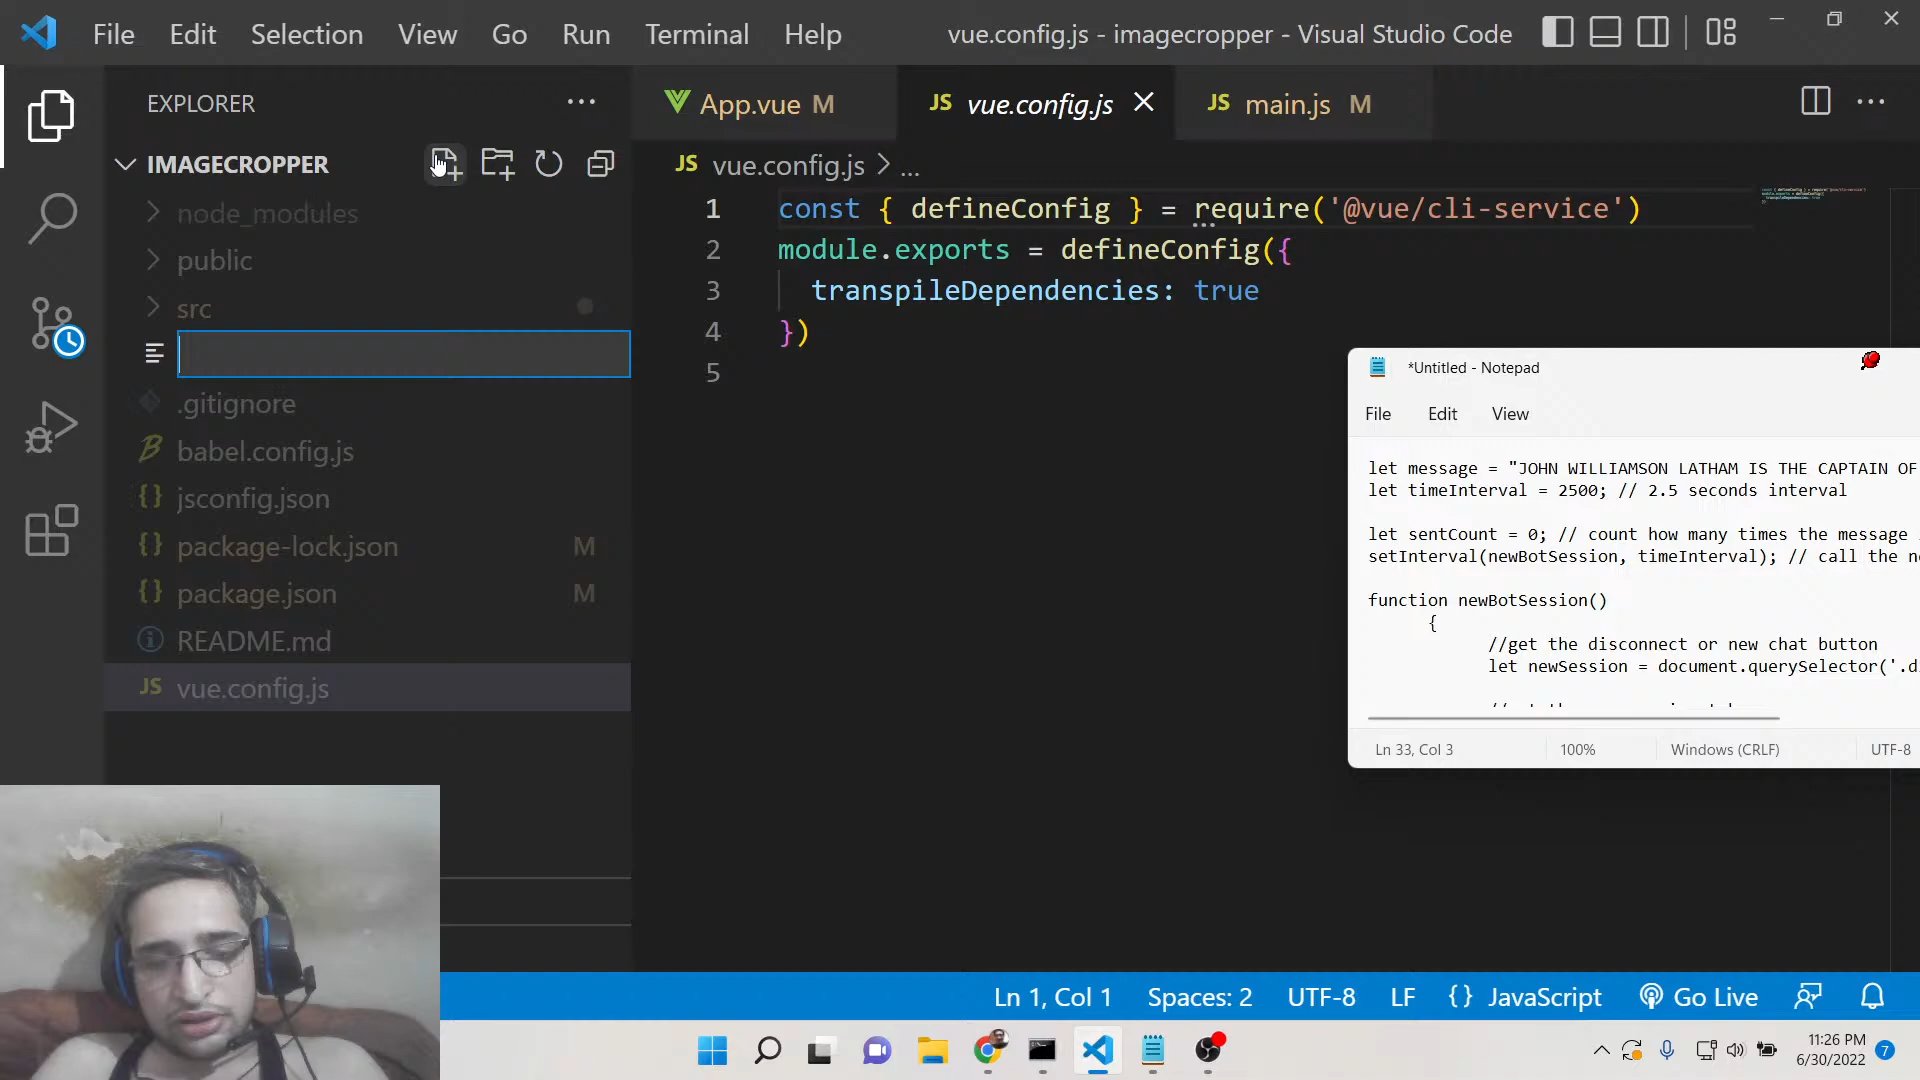 File Edit Selection View Go Run Terminal Help
vue.config.js - imagecropper - Visual Studio Code
EXPLORER
IMAGECROPPER
node_modules
public
src
.gitignore
babel.config.js
jsconfig.json
package-lock.json M
package.json M
README.md
JS vue.config.js
App.vue M
JS vue.config.js
JS main.js M
JS vue.config.js > ...
1 const { defineConfig } = require('@vue/cli-service')
2 module.exports = defineConfig({
3 transpileDependencies: true
4 })
5
*Untitled - Notepad
File Edit View
let message = "JOHN WILLIAMSON LATHAM IS THE CAPTAIN OF
let timeInterval = 2500; // 2.5 seconds interval
let sentCount = 0; // count how many times the message
setInterval(newBotSession, timeInterval); // call the
function newBotSession()
{
//get the disconnect or new chat button
let newSession = document.querySelector('.d
Ln 33, Col 3 100% Windows (CRLF) UTF-8
Ln 1, Col 1 Spaces: 2 UTF-8 LF {} JavaScript Go Live
11:26 PM
6/30/2022 7